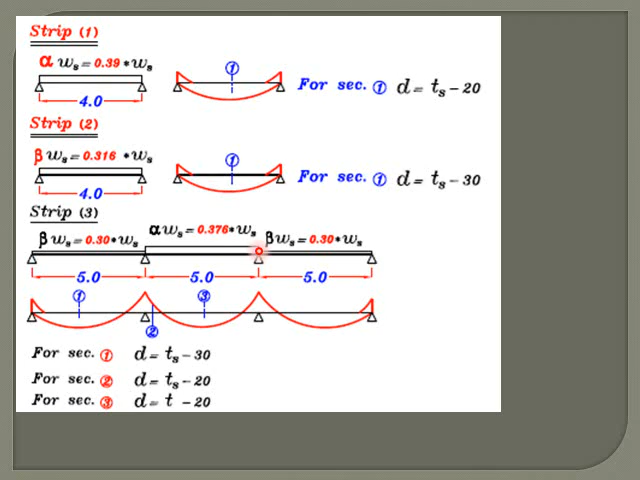 Strip (1)
α wₛ = 0.39 * wₛ
① For sec. ① d = tₛ - 20
4.0
Strip (2)
β wₛ = 0.316 * wₛ
① For sec. ① d = tₛ - 30
4.0
Strip (3)
β wₛ = 0.30 * wₛ α wₛ = 0.376 * wₛ β wₛ = 0.30 * wₛ
5.0 5.0 5.0
① ③
②
For sec. ① d = tₛ - 30
For sec. ② d = tₛ - 20
For sec. ③ d = t - 20